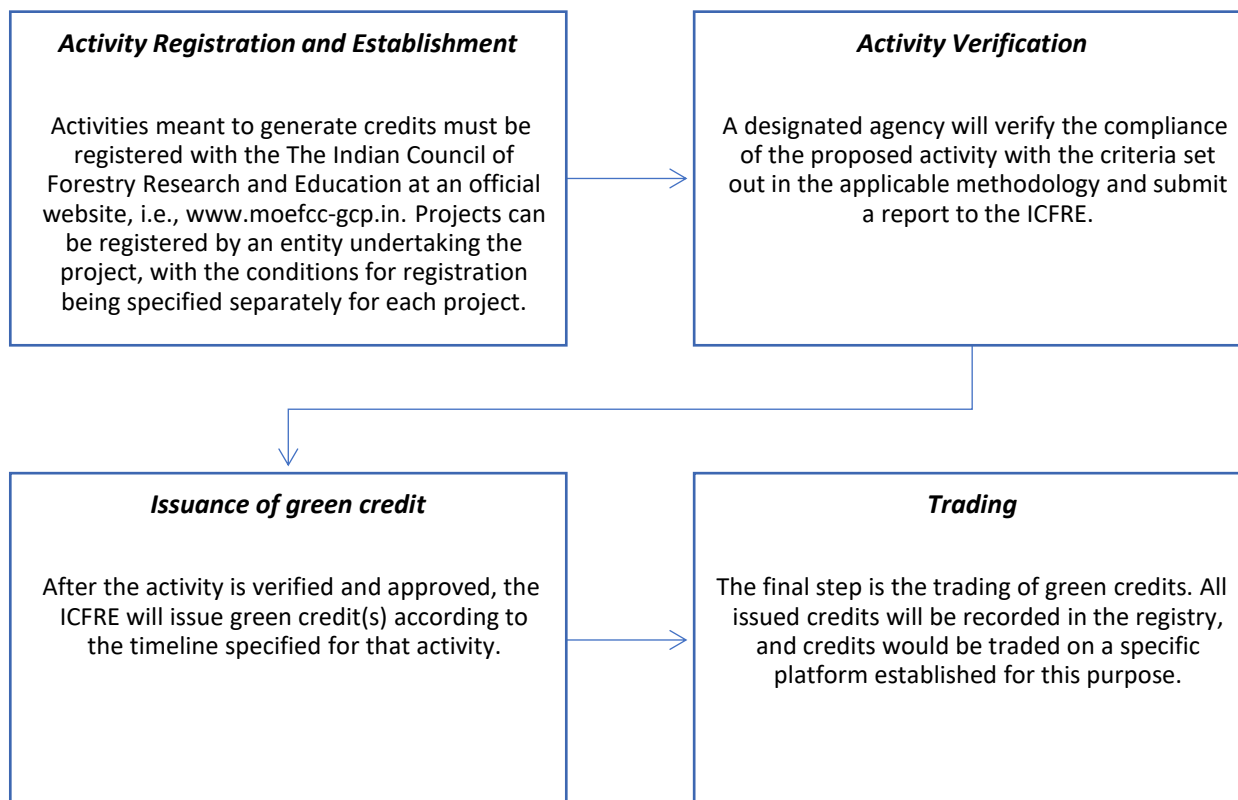 Activity Registration and Establishment
Activities meant to generate credits must be
registered with the The Indian Council of
Forestry Research and Education at an official
website, i.e., www.moefcc-gcp.in. Projects can
be registered by an entity undertaking the
project, with the conditions for registration
being specified separately for each project.
Activity Verification
A designated agency will verify the compliance
of the proposed activity with the criteria set
out in the applicable methodology and submit
a report to the ICFRE.
Issuance of green credit
After the activity is verified and approved, the
ICFRE will issue green credit(s) according to
the timeline specified for that activity.
Trading
The final step is the trading of green credits. All
issued credits will be recorded in the registry,
and credits would be traded on a specific
platform established for this purpose.